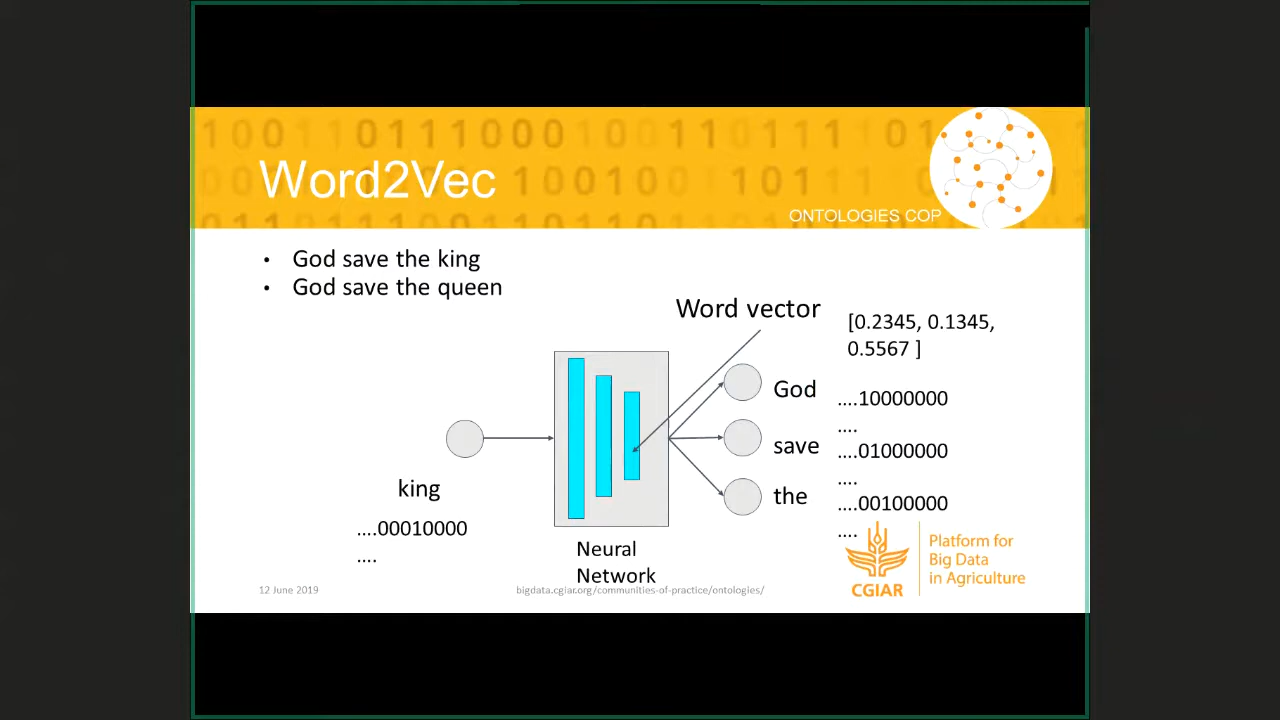 Word2Vec
ONTOLOGIES COP
• God save the king
• God save the queen
Word vector
[0.2345, 0.1345,
0.5567 ]
God
....10000000
....
save
....01000000
....
the
....00100000
....
king
....00010000
....
Neural
Network
Platform for
Big Data
in Agriculture
CGIAR
12 June 2019
bigdata.cgiar.org/communities-of-practice/ontologies/